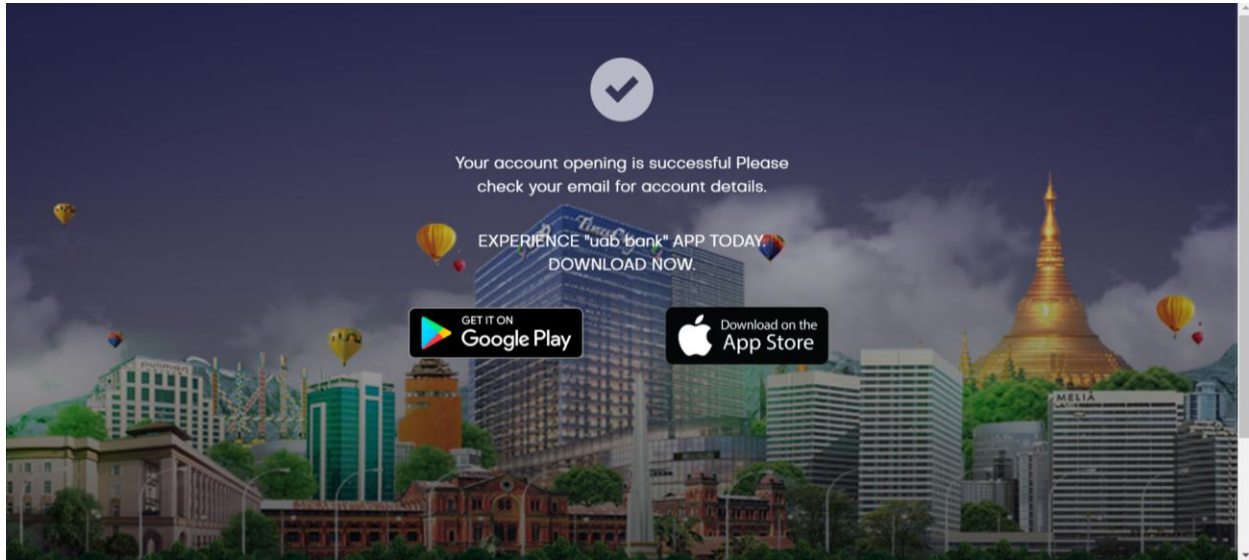 Your account opening is successful Please
check your email for account details.
EXPERIENCE "uab bank" APP TODAY.
DOWNLOAD NOW.
GET IT ON
Google Play
Download on the
App Store
MELIÁ